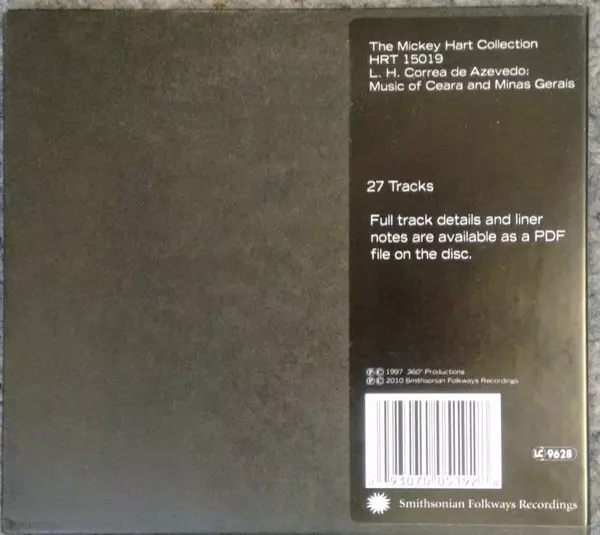 The Mickey Hart Collection
HRT 15019
L. H. Correa de Azevedo:
Music of Ceara and Minas Gerais
27 Tracks
Full track details and liner
notes are available as a PDF
file on the disc.
℗ © 1997 360° Productions
℗ © 2010 Smithsonian Folkways Recordings
LC 9628
Smithsonian Folkways Recordings